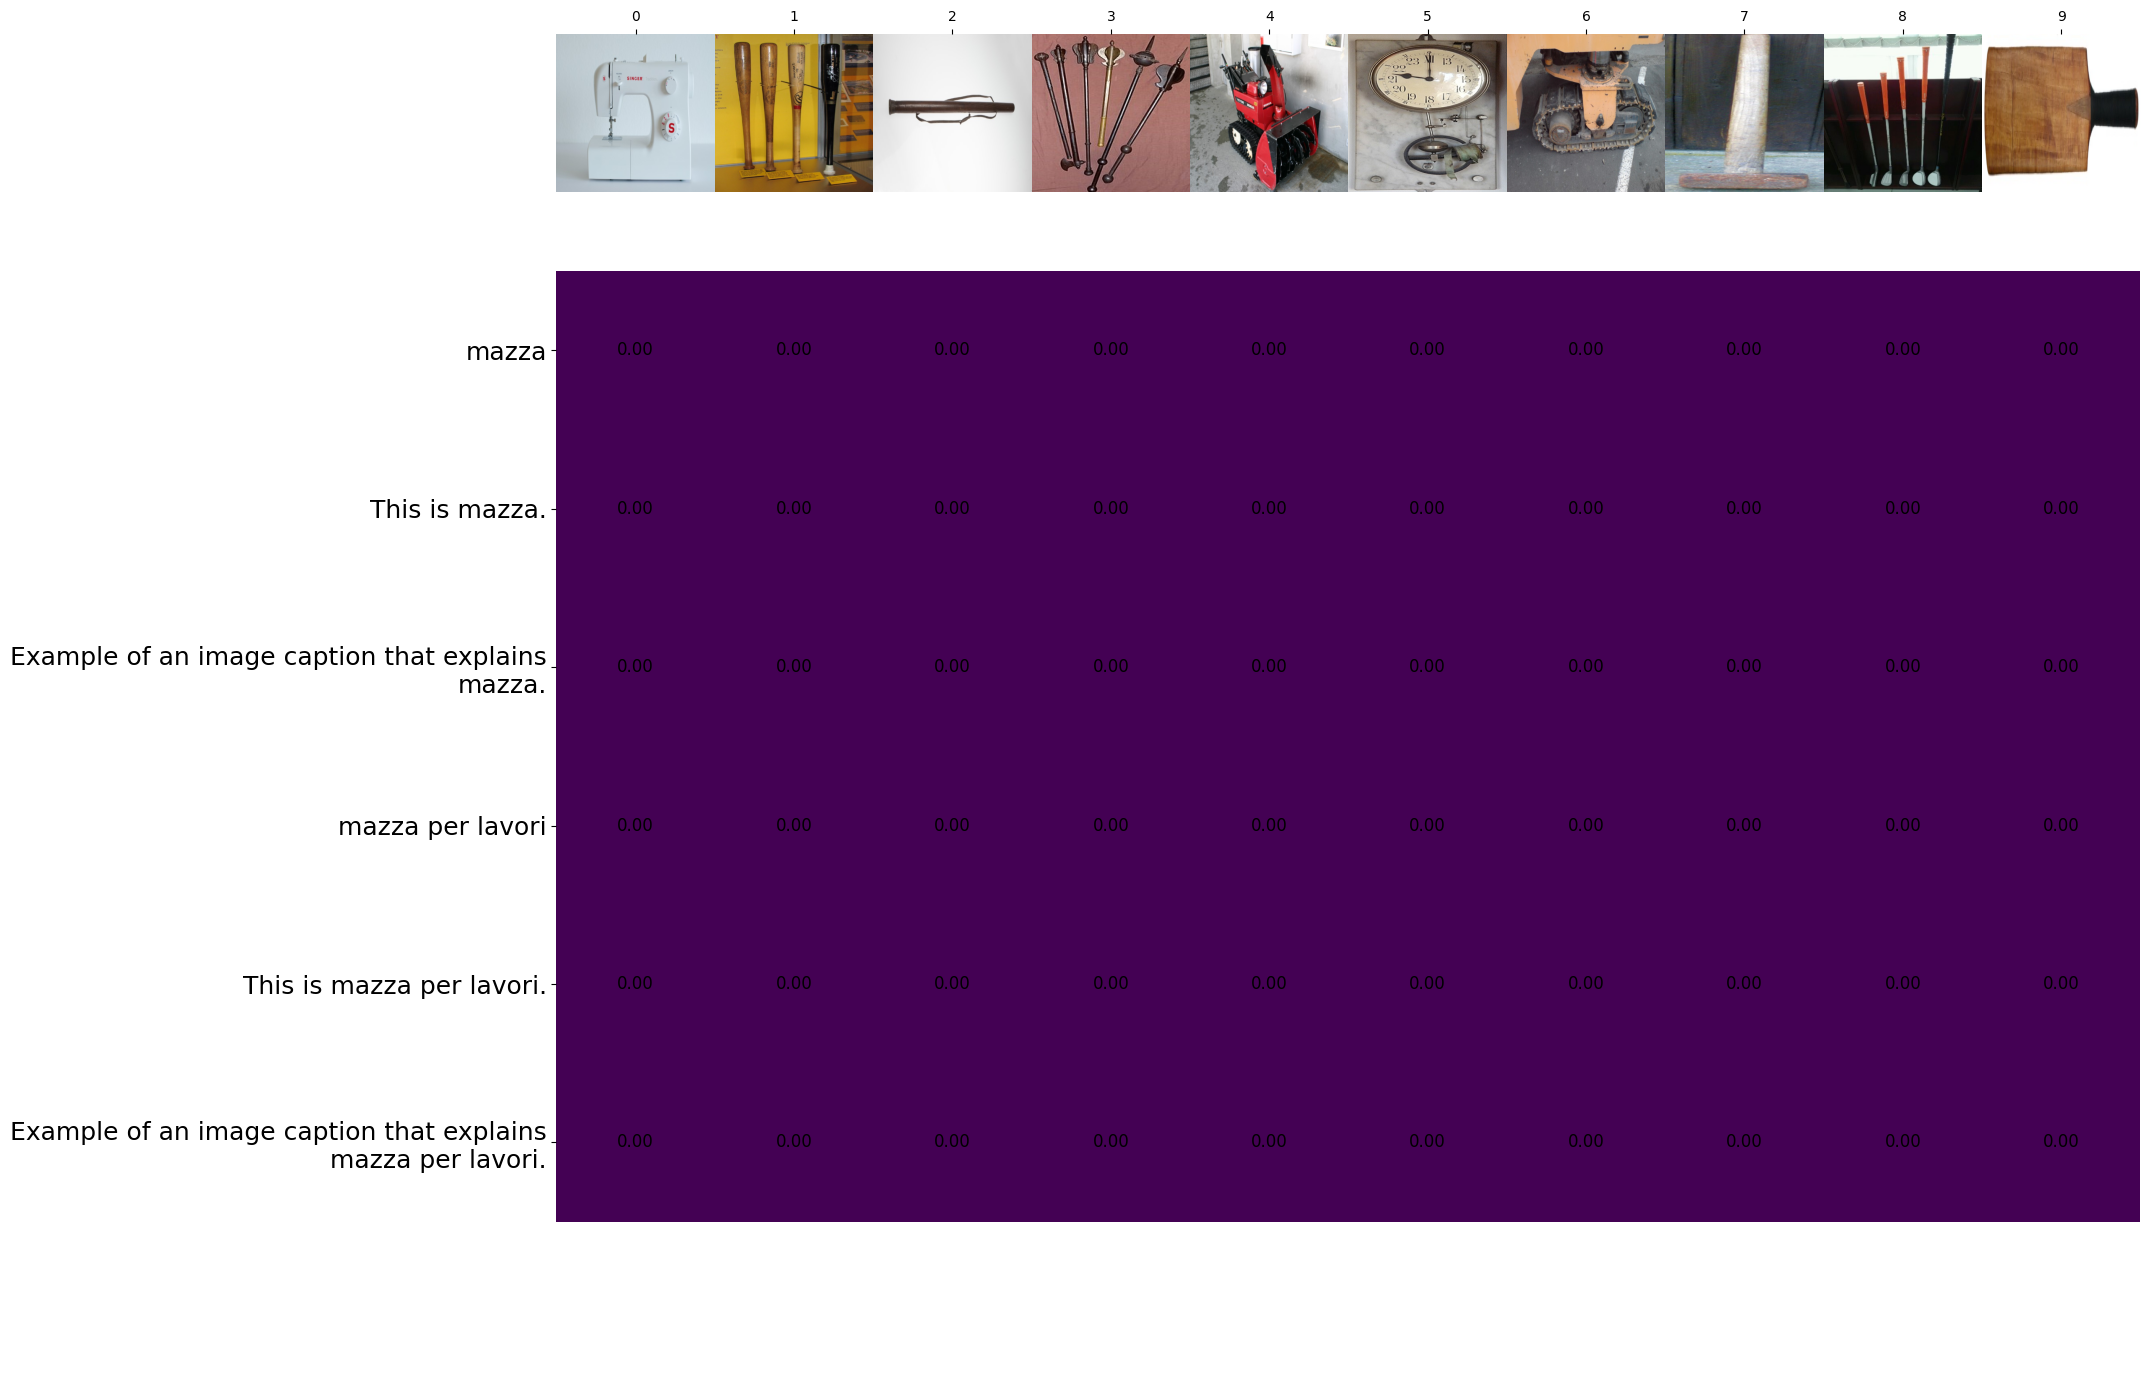 0 1 2 3 4 5 6 7 8 9
SINGER
S
mazza 0.00 0.00 0.00 0.00 0.00 0.00 0.00 0.00 0.00 0.00
This is mazza. 0.00 0.00 0.00 0.00 0.00 0.00 0.00 0.00 0.00 0.00
Example of an image caption that explains
mazza. 0.00 0.00 0.00 0.00 0.00 0.00 0.00 0.00 0.00 0.00
mazza per lavori 0.00 0.00 0.00 0.00 0.00 0.00 0.00 0.00 0.00 0.00
This is mazza per lavori. 0.00 0.00 0.00 0.00 0.00 0.00 0.00 0.00 0.00 0.00
Example of an image caption that explains
mazza per lavori. 0.00 0.00 0.00 0.00 0.00 0.00 0.00 0.00 0.00 0.00